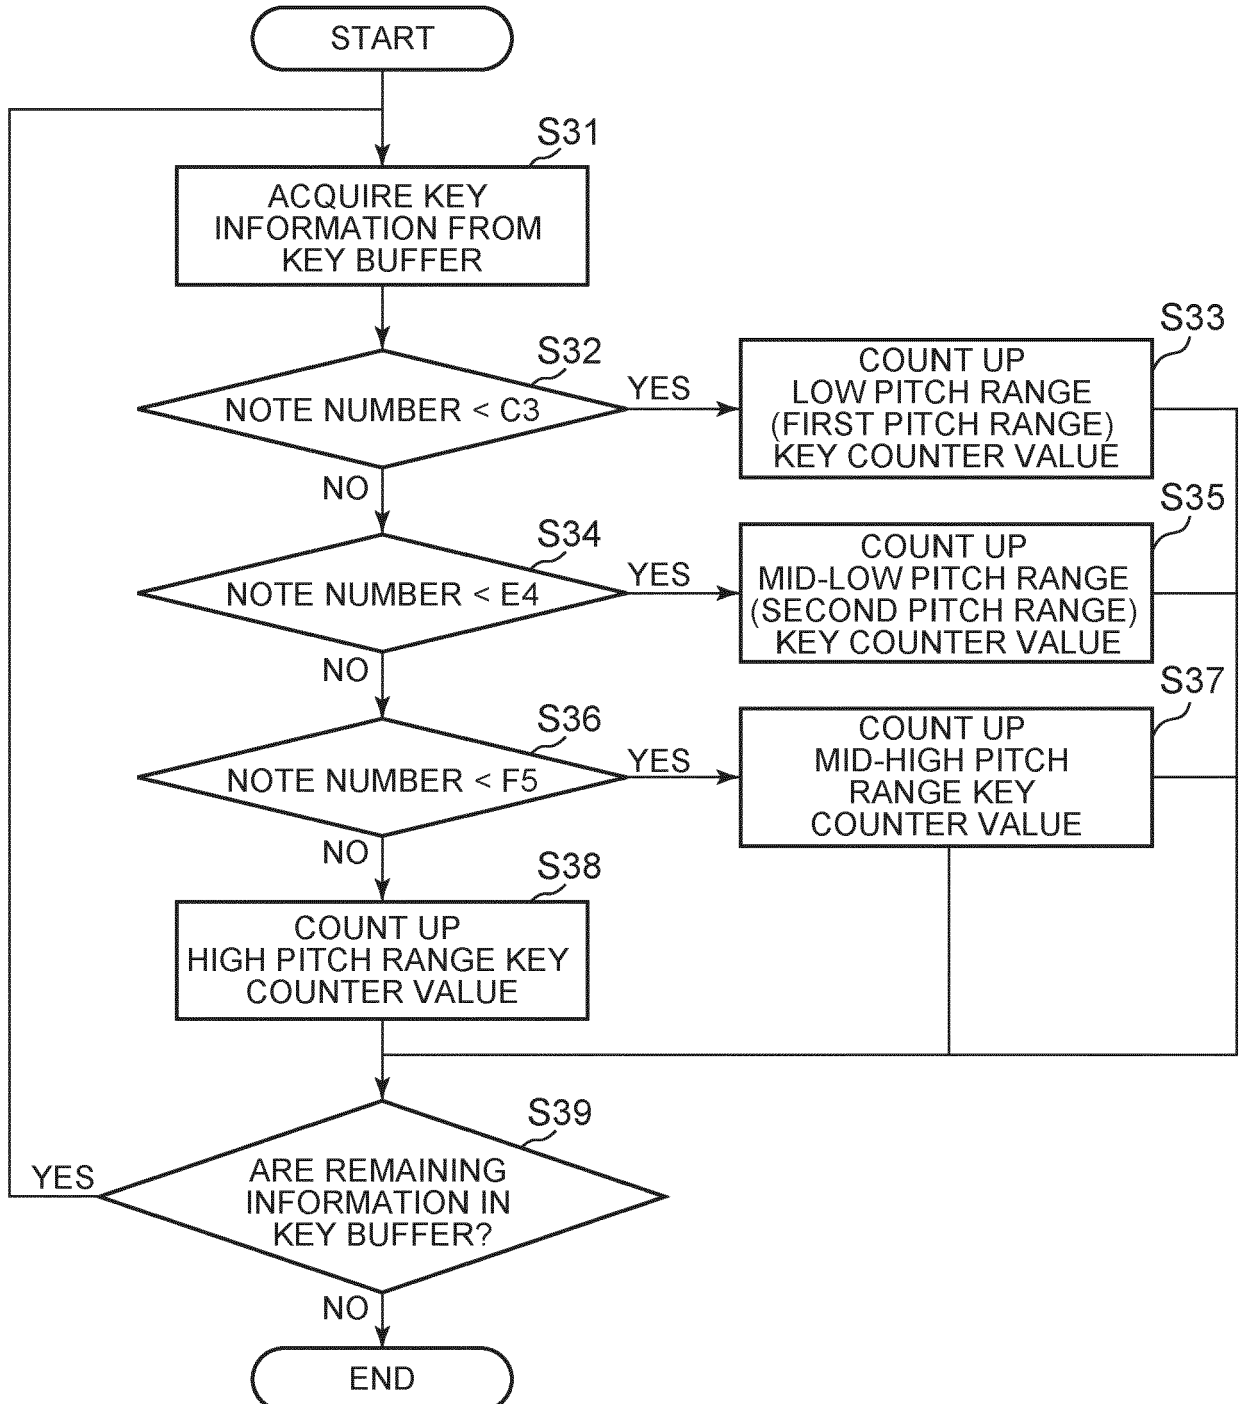 START
S31
ACQUIRE KEY
INFORMATION FROM
KEY BUFFER
S32
NOTE NUMBER < C3
YES
NO
S33
COUNT UP
LOW PITCH RANGE
(FIRST PITCH RANGE)
KEY COUNTER VALUE
S34
NOTE NUMBER < E4
YES
NO
S35
COUNT UP
MID-LOW PITCH RANGE
(SECOND PITCH RANGE)
KEY COUNTER VALUE
S36
NOTE NUMBER < F5
YES
NO
S37
COUNT UP
MID-HIGH PITCH
RANGE KEY
COUNTER VALUE
S38
COUNT UP
HIGH PITCH RANGE KEY
COUNTER VALUE
S39
ARE REMAINING
INFORMATION IN
KEY BUFFER?
YES
NO
END